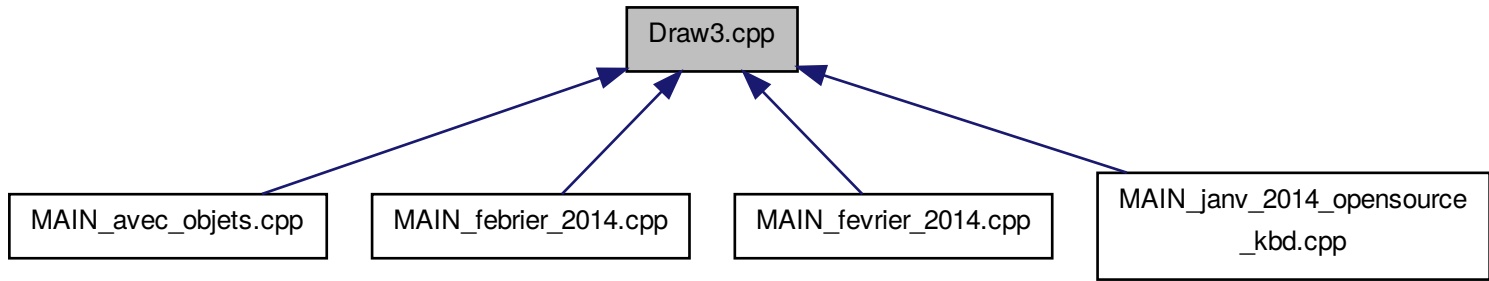 Draw3.cpp
MAIN_avec_objets.cpp
MAIN_febrier_2014.cpp
MAIN_fevrier_2014.cpp
MAIN_janv_2014_opensource
_kbd.cpp